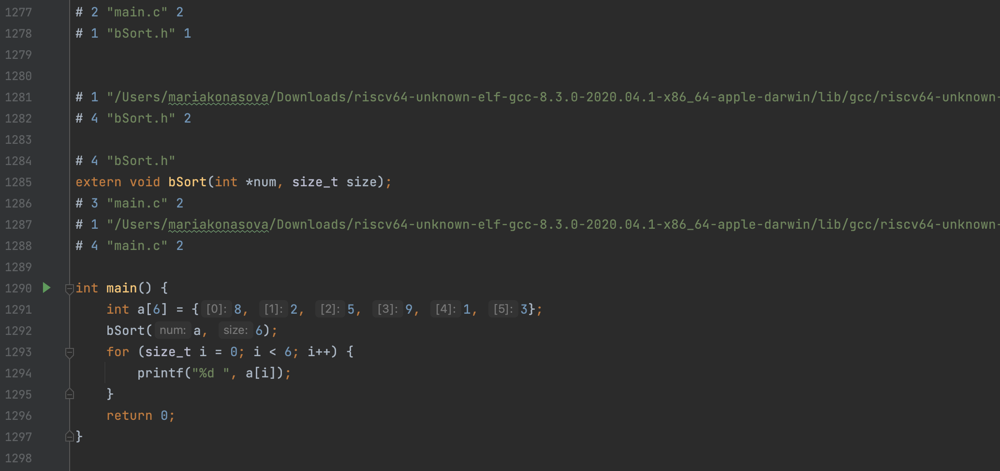 1277 # 2 "main.c" 2
1278 # 1 "bSort.h" 1
1279
1280
1281 # 1 "/Users/mariakonasova/Downloads/riscv64-unknown-elf-gcc-8.3.0-2020.04.1-x86_64-apple-darwin/lib/gcc/riscv64-unknown-
1282 # 4 "bSort.h" 2
1283
1284 # 4 "bSort.h"
1285 extern void bSort(int *num, size_t size);
1286 # 3 "main.c" 2
1287 # 1 "/Users/mariakonasova/Downloads/riscv64-unknown-elf-gcc-8.3.0-2020.04.1-x86_64-apple-darwin/lib/gcc/riscv64-unknown-
1288 # 4 "main.c" 2
1289
1290 int main() {
1291     int a[6] = { [0]: 8, [1]: 2, [2]: 5, [3]: 9, [4]: 1, [5]: 3};
1292     bSort( num: a, size: 6);
1293     for (size_t i = 0; i < 6; i++) {
1294         printf("%d ", a[i]);
1295     }
1296     return 0;
1297 }
1298